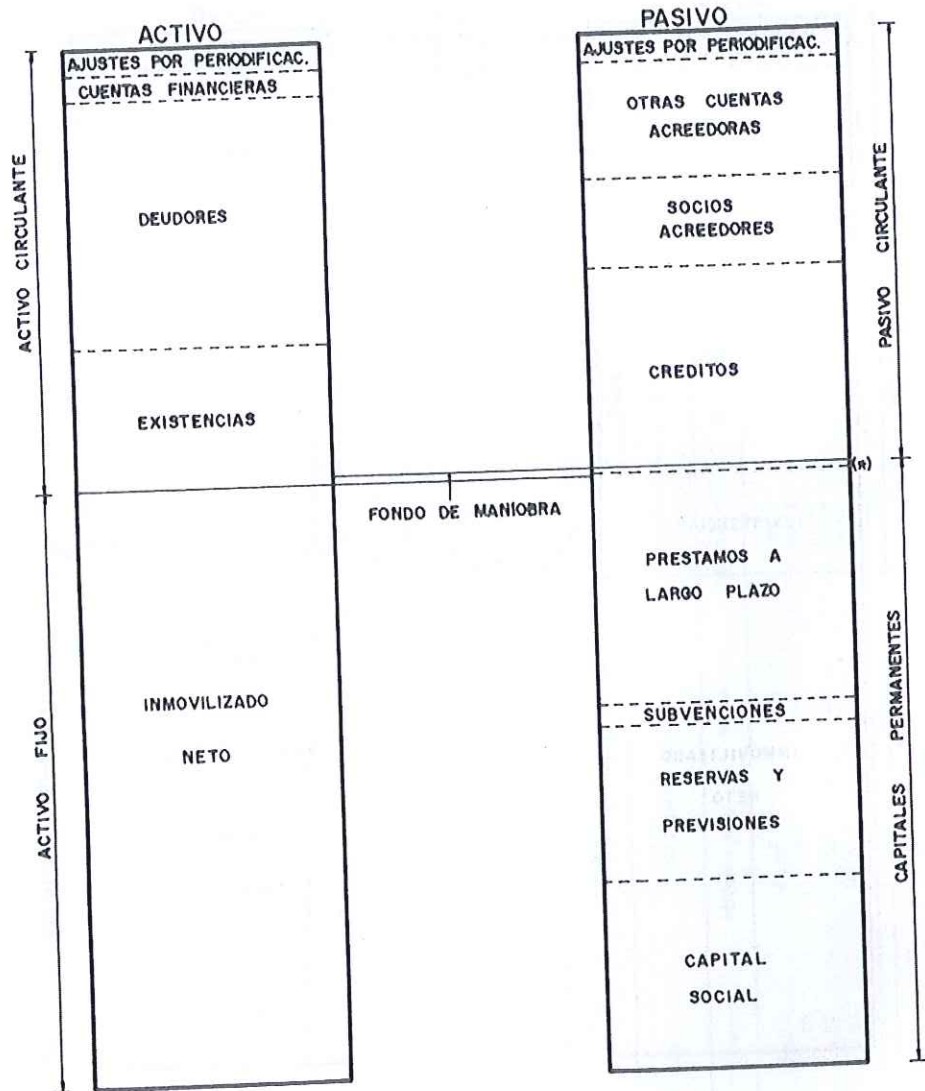 ACTIVO
AJUSTES POR PERIODIFICAC.
CUENTAS FINANCIERAS
DEUDORES
EXISTENCIAS
INMOVILIZADO
NETO
ACTIVO CIRCULANTE
ACTIVO FIJO
FONDO DE MANIOBRA
PASIVO
AJUSTES POR PERIODIFICAC.
OTRAS CUENTAS
ACREEDORAS
SOCIOS
ACREEDORES
CREDITOS
(*)
PRESTAMOS A
LARGO PLAZO
SUBVENCIONES
RESERVAS Y
PREVISIONES
CAPITAL
SOCIAL
PASIVO CIRCULANTE
CAPITALES PERMANENTES